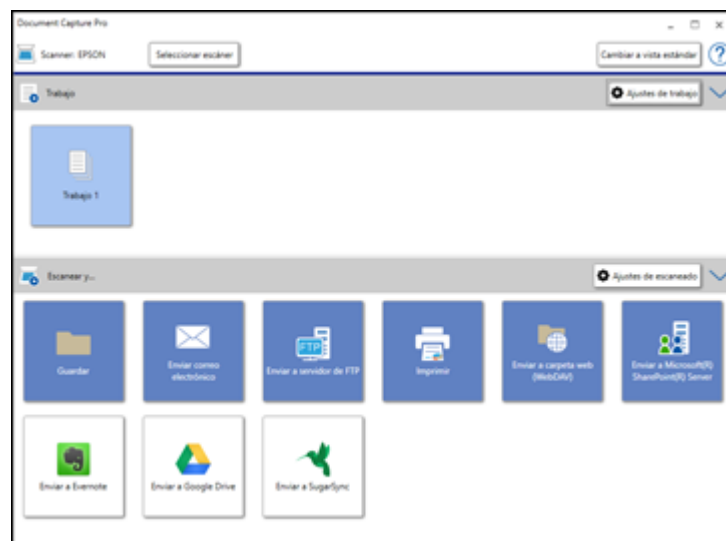 Document Capture Pro
Scanner: EPSON
Seleccionar escáner
Cambiar a vista estándar
?
Trabajo
Ajustes de trabajo
Trabajo 1
Escanear y...
Ajustes de escaneado
Guardar
Enviar correo
electrónico
FTP
Enviar a servidor de FTP
Imprimir
Enviar a carpeta web
(WebDAV)
Enviar a Microsoft(R)
SharePoint(R) Server
Enviar a Evernote
Enviar a Google Drive
Enviar a SugarSync